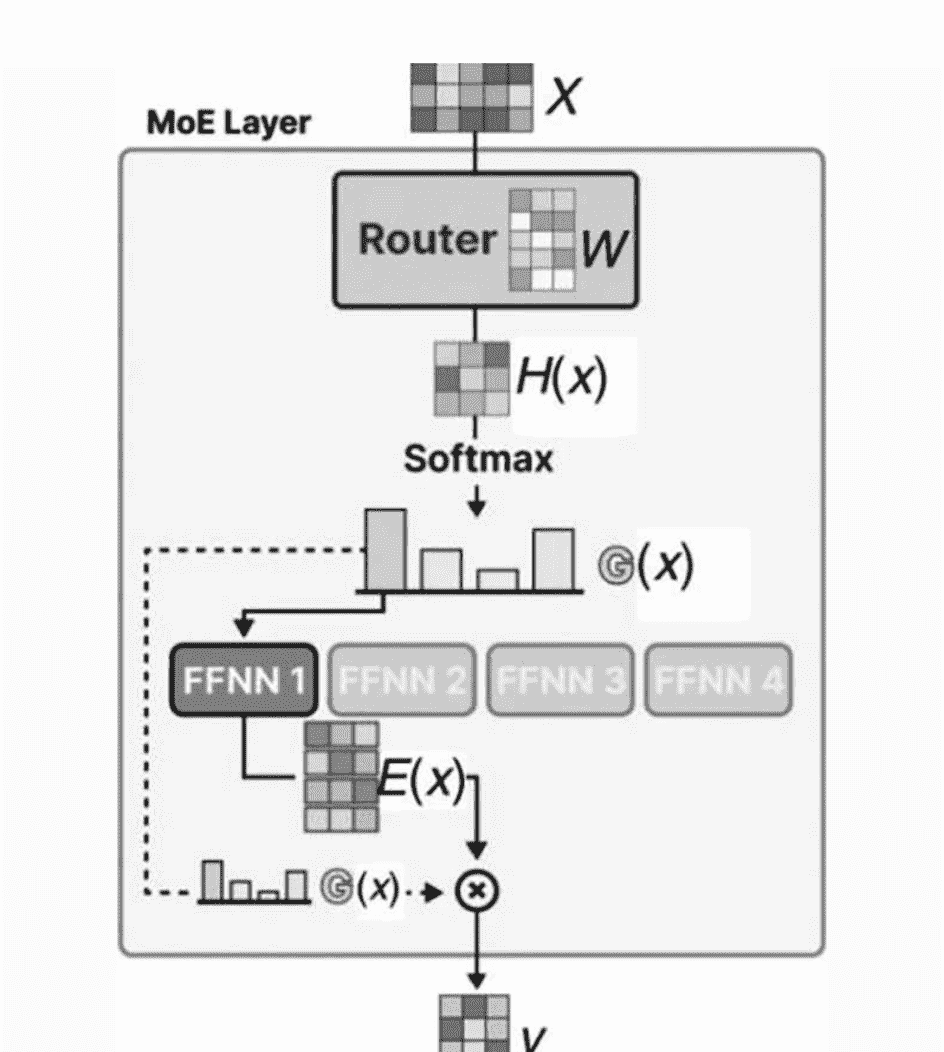 X
MoE Layer
Router W
H(x)
Softmax
G(x)
FFNN 1 FFNN 2 FFNN 3 FFNN 4
E(x)
G(x)
y